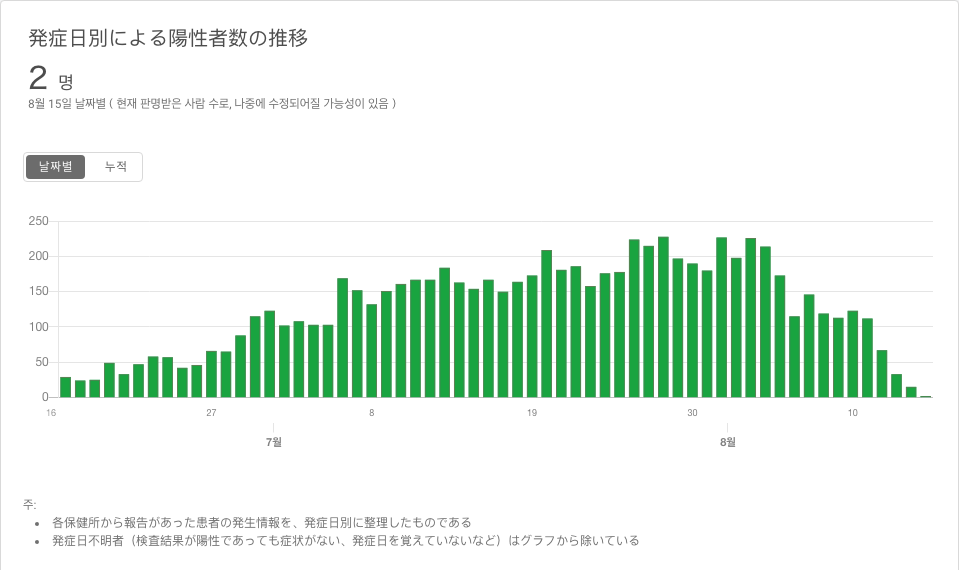 発症日別による陽性者数の推移
2 명
8월 15일 날짜별 ( 현재 판명받은 사람 수로, 나중에 수정되어질 가능성이 있음 )
날짜별 누적
250
200
150
100
50
0
16 27 8 19 30 10
7월 8월
주:
各保健所から報告があった患者の発生情報を、発症日別に整理したものである
発症日不明者（検査結果が陽性であっても症状がない、発症日を覚えていないなど）はグラフから除いている